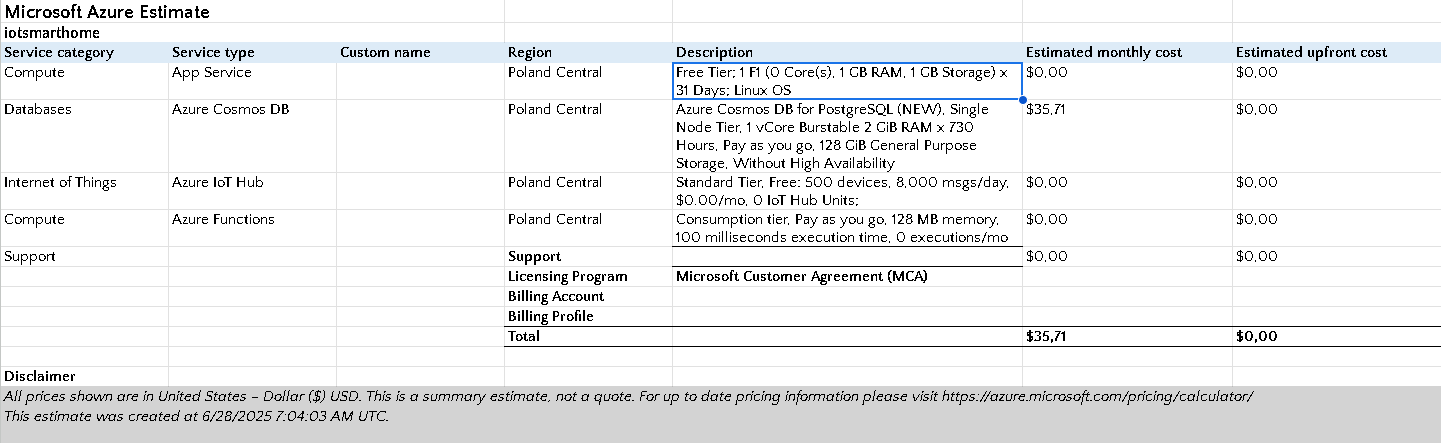 Microsoft Azure Estimate
iotsmarthome
Service category Service type Custom name Region Description Estimated monthly cost Estimated upfront cost
Compute App Service Poland Central Free Tier; 1 F1 (0 Core(s), 1 GB RAM, 1 GB Storage) x $0,00 $0,00
31 Days; Linux OS
Databases Azure Cosmos DB Poland Central Azure Cosmos DB for PostgreSQL (NEW), Single $35,71 $0,00
Node Tier, 1 vCore Burstable 2 GiB RAM x 730
Hours, Pay as you go, 128 GiB General Purpose
Storage, Without High Availability
Internet of Things Azure IoT Hub Poland Central Standard Tier, Free: 500 devices, 8,000 msgs/day, $0,00 $0,00
$0.00/mo, 0 IoT Hub Units;
Compute Azure Functions Poland Central Consumption tier, Pay as you go, 128 MB memory, $0,00 $0,00
100 milliseconds execution time, 0 executions/mo
Support Support $0,00 $0,00
Licensing Program Microsoft Customer Agreement (MCA)
Billing Account
Billing Profile
Total $35,71 $0,00
Disclaimer
All prices shown are in United States – Dollar ($) USD. This is a summary estimate, not a quote. For up to date pricing information please visit https://azure.microsoft.com/pricing/calculator/
This estimate was created at 6/28/2025 7:04:03 AM UTC.